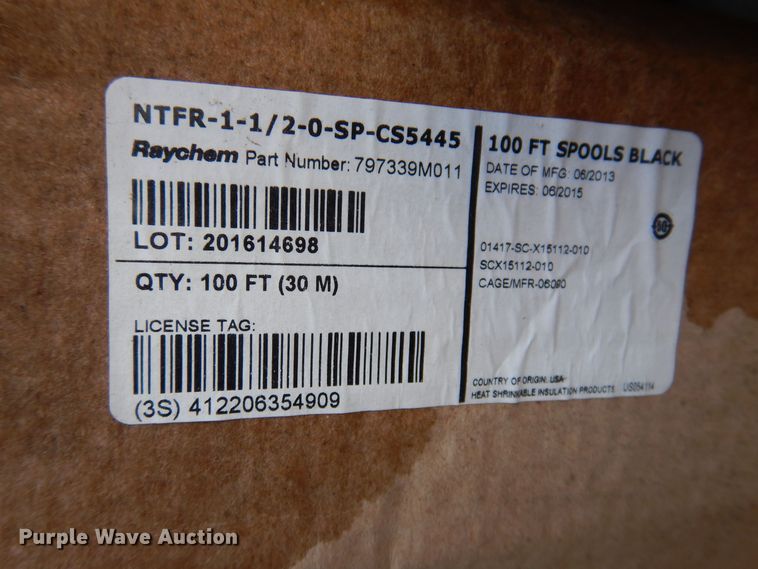 NTFR-1-1/2-0-SP-CS5445
Raychem Part Number: 797339M011
LOT: 201614698
QTY: 100 FT (30 M)
LICENSE TAG:
(3S) 412206354909
100 FT SPOOLS BLACK
DATE OF MFG: 06/2013
EXPIRES: 06/2015
01417-SC-X15112-010
SCX15112-010
CAGE/MFR-06090
COUNTRY OF ORIGIN: USA
HEAT SHRINKABLE INSULATION PRODUCTS
Purple Wave Auction